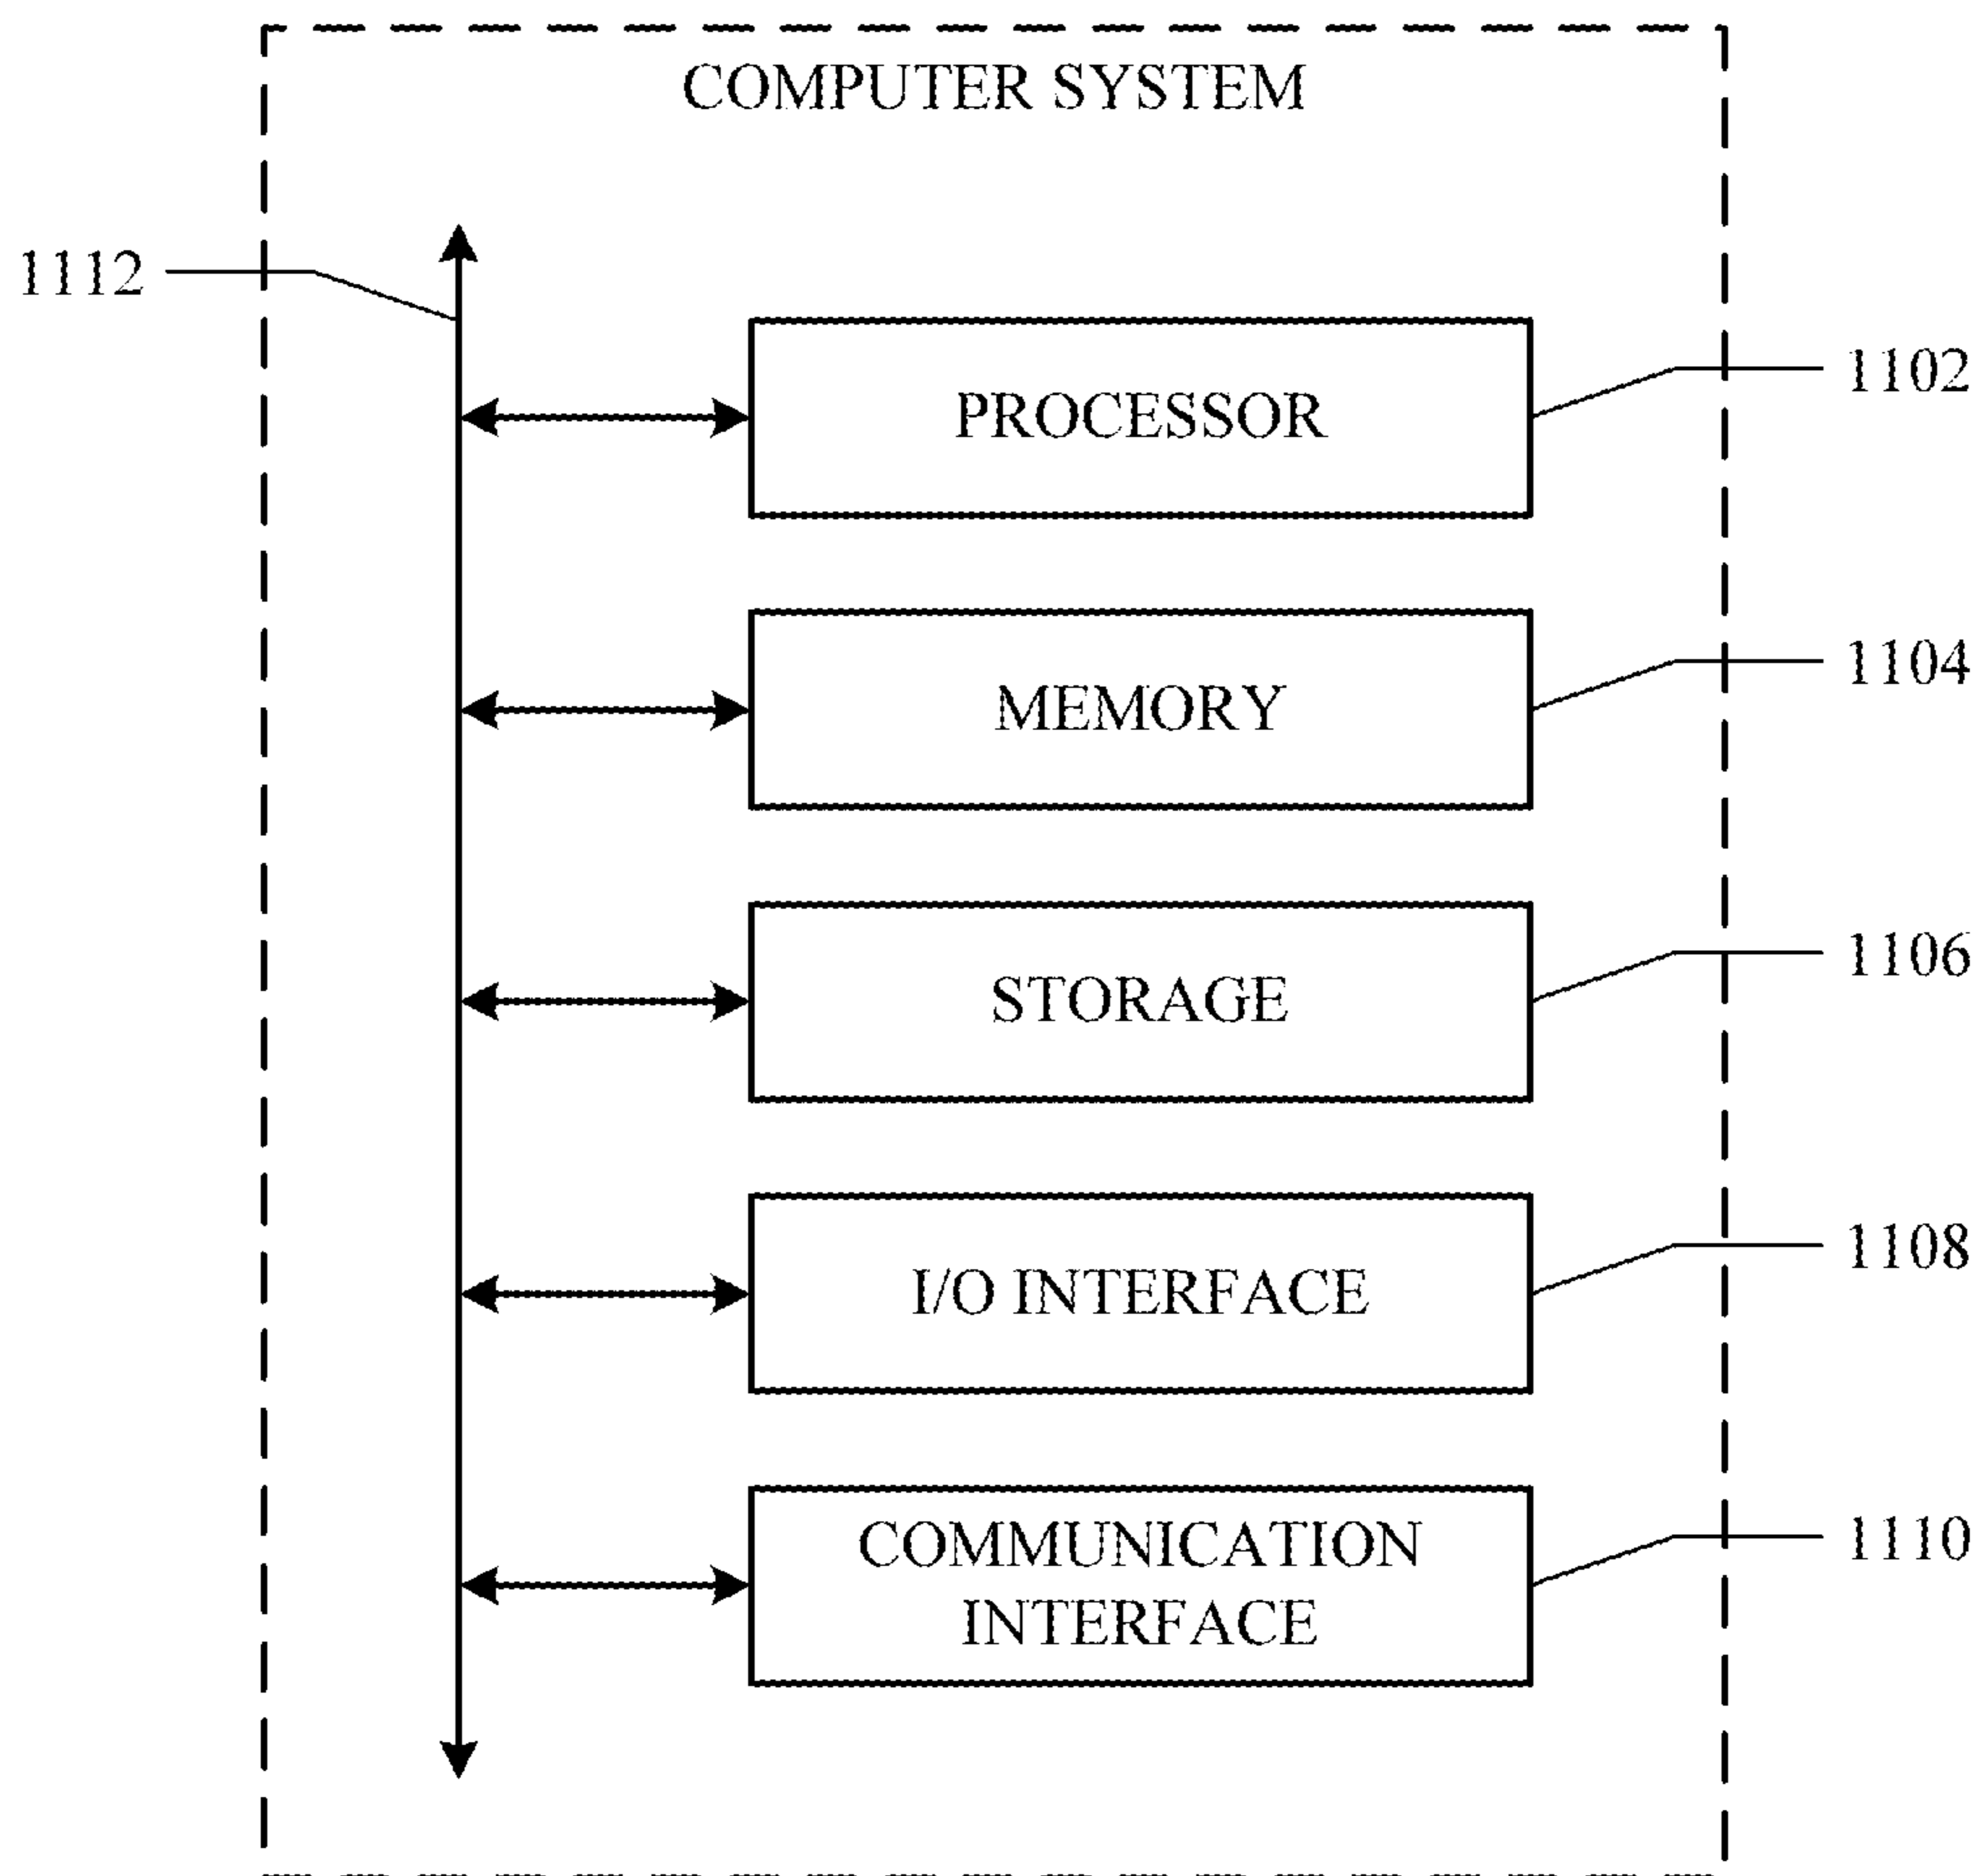 COMPUTER SYSTEM
1112
1102
PROCESSOR
1104
MEMORY
1106
STORAGE
1108
I/O INTERFACE
1110
COMMUNICATION
INTERFACE